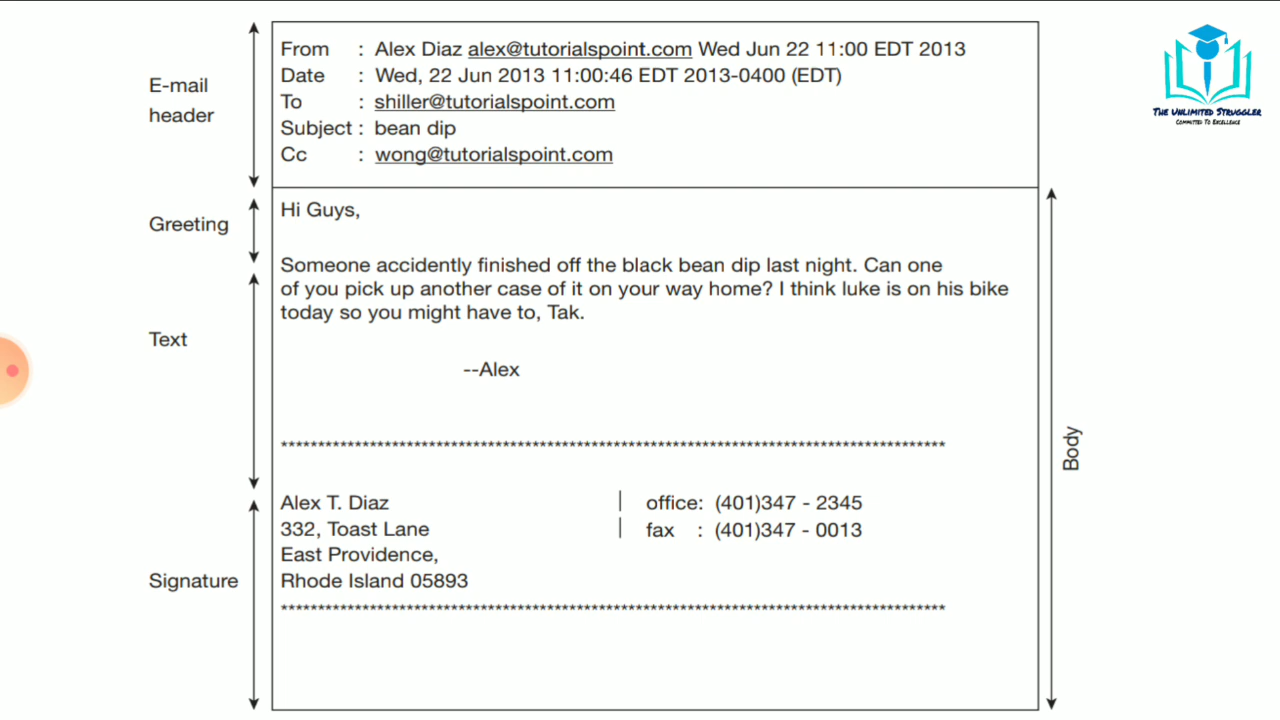 THE UNLIMITED STRUGGLER
COMMITTED TO EXCELLENCE
E-mail
header
From : Alex Diaz alex@tutorialspoint.com Wed Jun 22 11:00 EDT 2013
Date : Wed, 22 Jun 2013 11:00:46 EDT 2013-0400 (EDT)
To : shiller@tutorialspoint.com
Subject : bean dip
Cc : wong@tutorialspoint.com
Greeting
Hi Guys,
Text
Someone accidently finished off the black bean dip last night. Can one
of you pick up another case of it on your way home? I think luke is on his bike
today so you might have to, Tak.
--Alex
*****************************************************************************************
Signature
Alex T. Diaz | office: (401)347 - 2345
332, Toast Lane | fax : (401)347 - 0013
East Providence,
Rhode Island 05893
*****************************************************************************************
Body